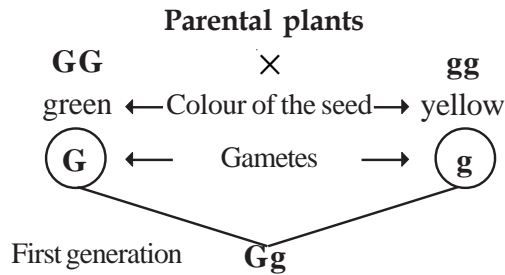 Parental plants
GG × gg
green Colour of the seed yellow
G Gametes g
First generation Gg